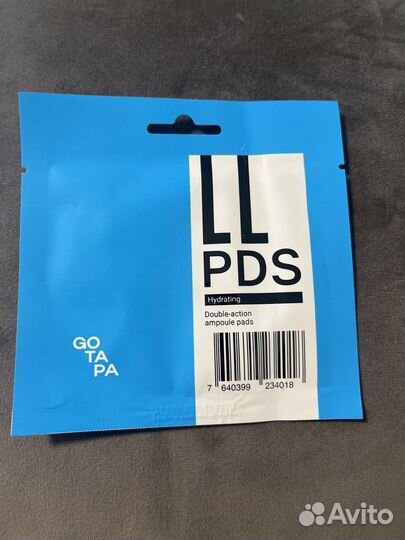 LL
PDS
Hydrating
Double-action
ampoule pads
7 640399 234018
GO
TA
PA
Avito